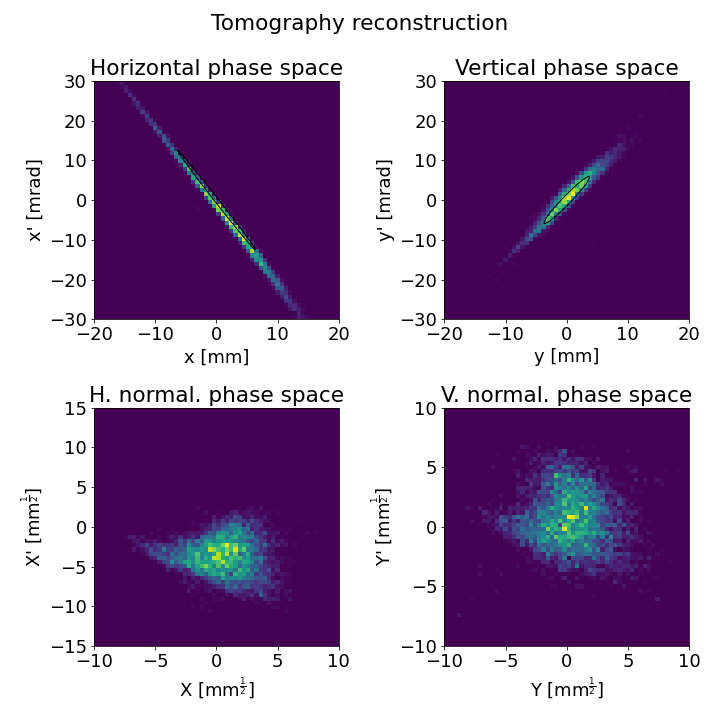 Tomography reconstruction
Horizontal phase space
30
20
10
0
−10
−20
−30
x' [mrad]
−20 −10 0 10 20
x [mm]
Vertical phase space
30
20
10
0
−10
−20
−30
y' [mrad]
−20 −10 0 10 20
y [mm]
H. normal. phase space
15
10
5
0
−5
−10
−15
X' [mm^{1/2}]
−10 −5 0 5 10
X [mm^{1/2}]
V. normal. phase space
10
5
0
−5
−10
Y' [mm^{1/2}]
−10 −5 0 5 10
Y [mm^{1/2}]